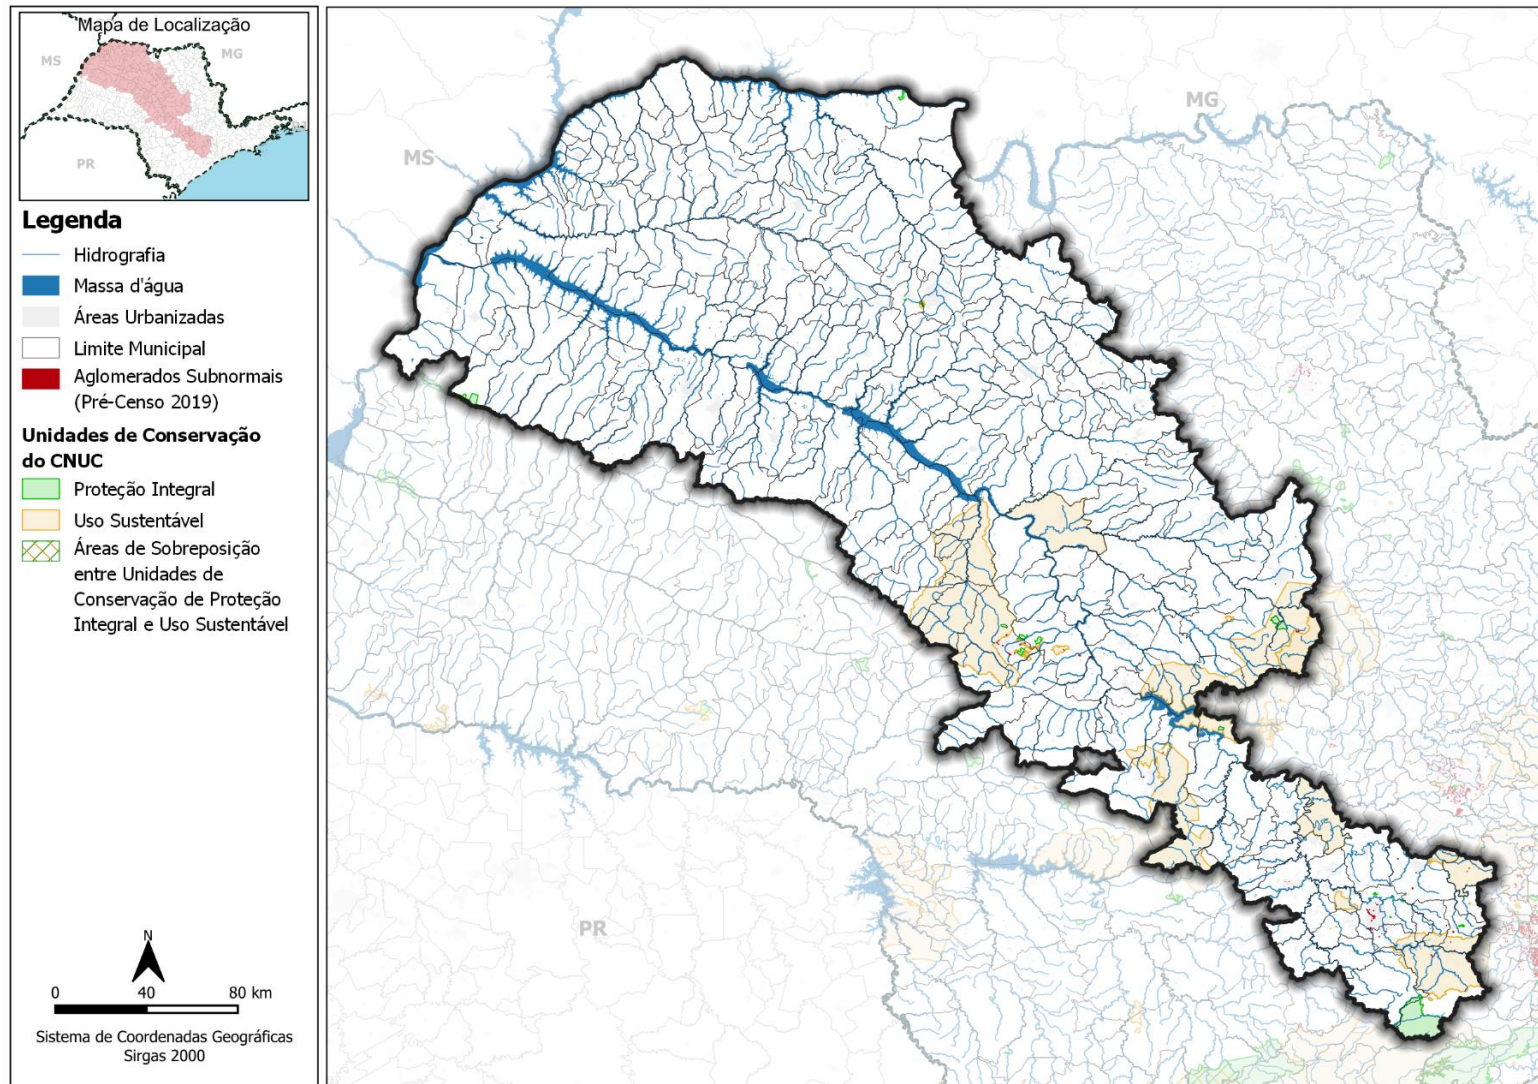 Mapa de Localização
MS
MG
PR
Legenda
Hidrografia
Massa d'água
Áreas Urbanizadas
Limite Municipal
Aglomerados Subnormais
(Pré-Censo 2019)
Unidades de Conservação
do CNUC
Proteção Integral
Uso Sustentável
Áreas de Sobreposição
entre Unidades de
Conservação de Proteção
Integral e Uso Sustentável
N
0 40 80 km
Sistema de Coordenadas Geográficas
Sirgas 2000
MG
MS
PR